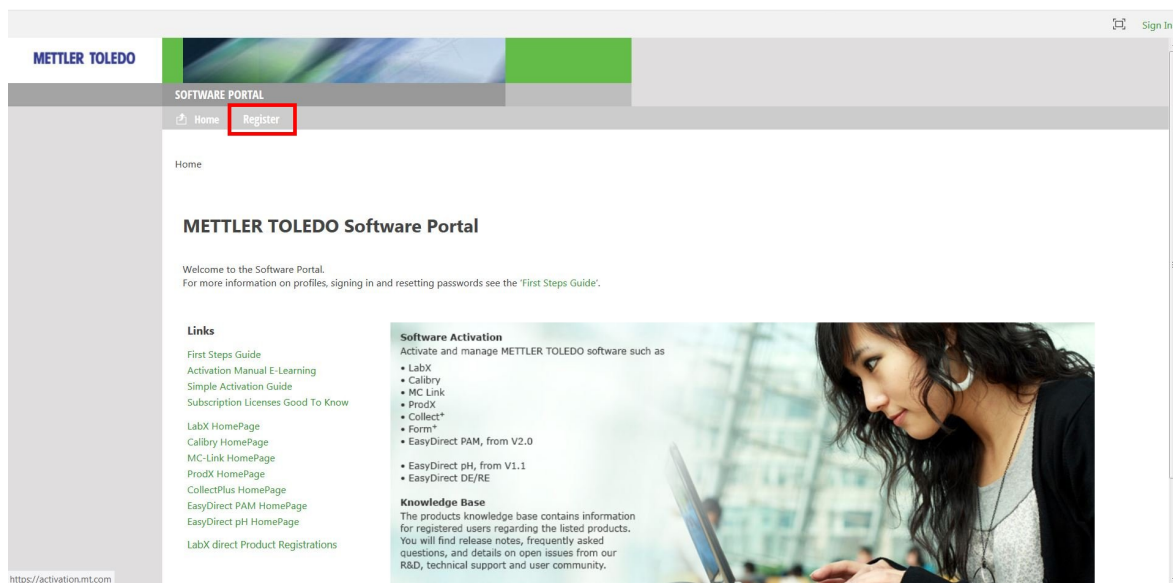 Sign In
METTLER TOLEDO
SOFTWARE PORTAL
Home Register
Home
METTLER TOLEDO Software Portal
Welcome to the Software Portal.
For more information on profiles, signing in and resetting passwords see the 'First Steps Guide'.
Links
First Steps Guide
Activation Manual E-Learning
Simple Activation Guide
Subscription Licenses Good To Know
LabX HomePage
Calibry HomePage
MC-Link HomePage
ProdX HomePage
CollectPlus HomePage
EasyDirect PAM HomePage
EasyDirect pH HomePage
LabX direct Product Registrations
Software Activation
Activate and manage METTLER TOLEDO software such as
• LabX
• Calibry
• MC Link
• ProdX
• Collect⁺
• Form⁺
• EasyDirect PAM, from V2.0
• EasyDirect pH, from V1.1
• EasyDirect DE/RE
Knowledge Base
The products knowledge base contains information
for registered users regarding the listed products.
You will find release notes, frequently asked
questions, and details on open issues from our
R&D, technical support and user community.
https://activation.mt.com